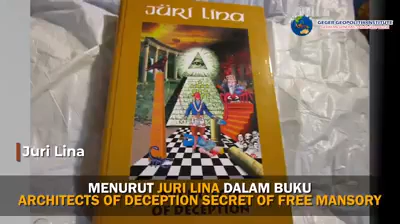 JÜRI LINA
GEGER GEOPOLITIK INSTITUTE
Juri Lina
OF DECEPTION
MENURUT JURI LINA DALAM BUKU
ARCHITECTS OF DECEPTION SECRET OF FREE MANSORY